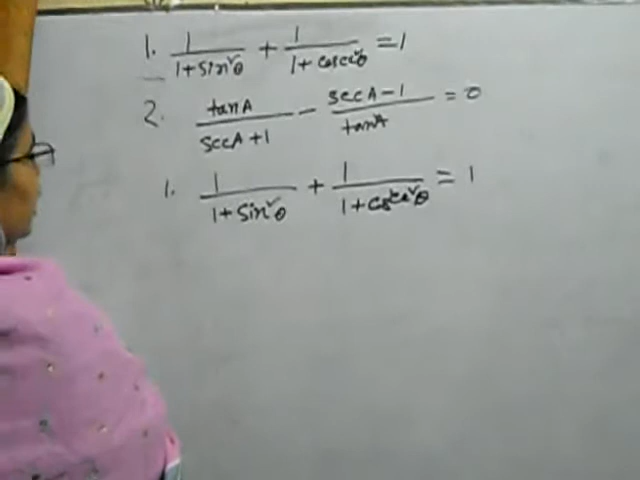 1. 1/(1+sin²θ) + 1/(1+cosec²θ) = 1
2. tanA/(secA+1) − (secA−1)/tanA = 0
1. 1/(1+sin²θ) + 1/(1+cosec²θ) = 1